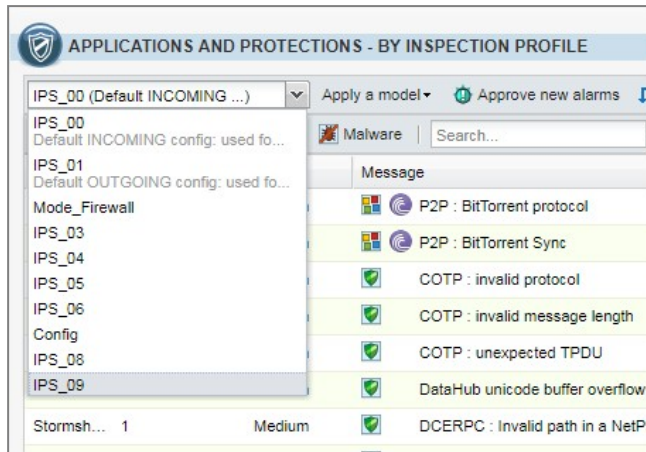 APPLICATIONS AND PROTECTIONS - BY INSPECTION PROFILE
IPS_00 (Default INCOMING ...) Apply a model Approve new alarms
IPS_00
Default INCOMING config: used fo...
IPS_01
Default OUTGOING config: used fo...
Mode_Firewall
IPS_03
IPS_04
IPS_05
IPS_06
Config
IPS_08
IPS_09
Malware Search...
Message
P2P : BitTorrent protocol
P2P : BitTorrent Sync
COTP : invalid protocol
COTP : invalid message length
COTP : unexpected TPDU
DataHub unicode buffer overflow
Stormsh... 1 Medium DCERPC : Invalid path in a NetP